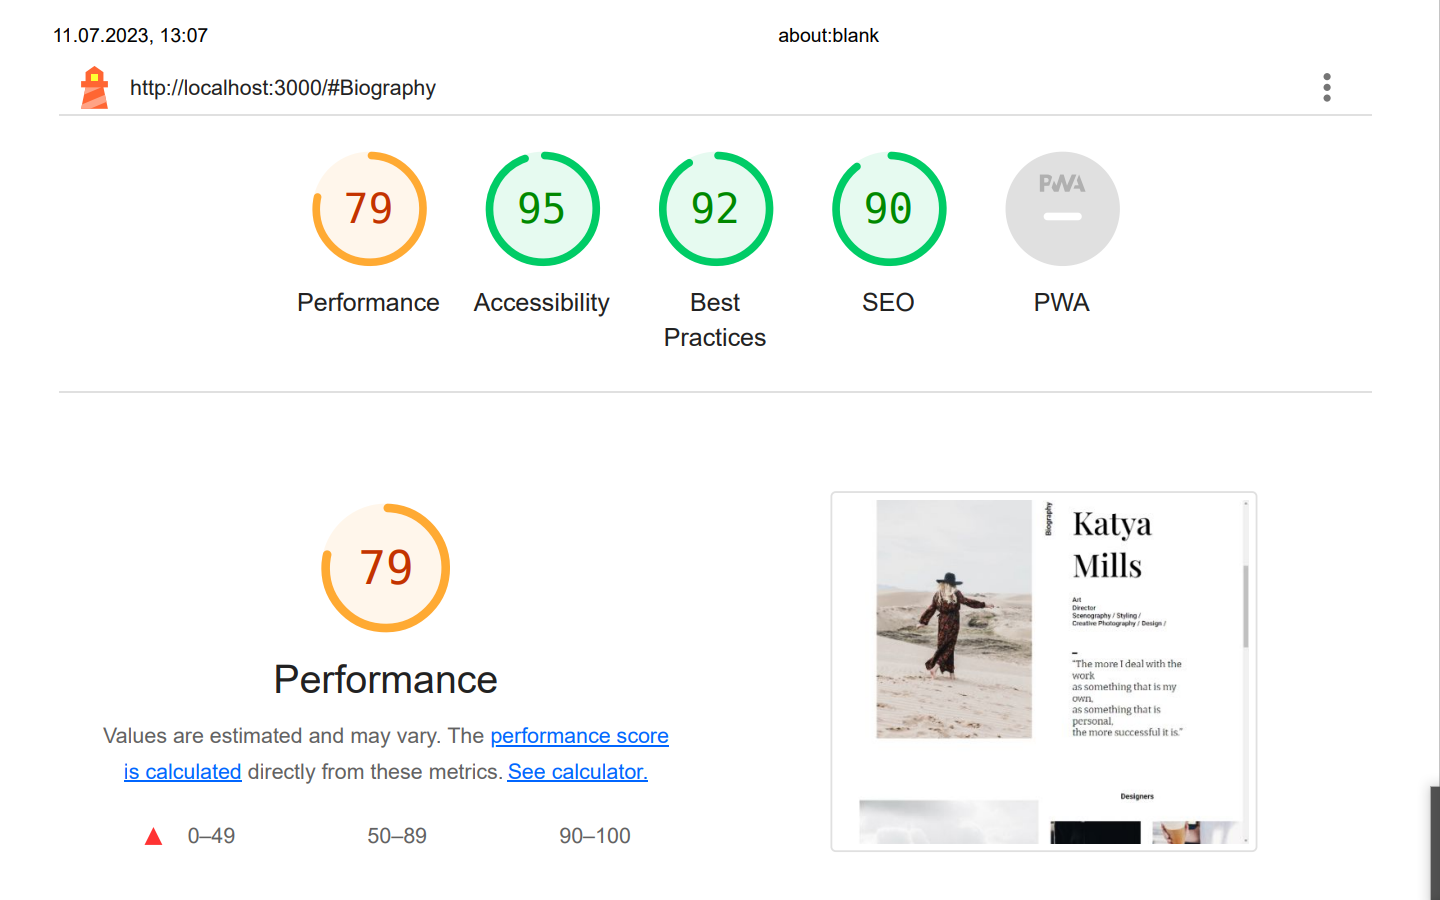 11.07.2023, 13:07 about:blank
http://localhost:3000/#Biography
79 95 92 90 PWA
Performance Accessibility Best Practices SEO PWA
79
Performance
Values are estimated and may vary. The performance score
is calculated directly from these metrics. See calculator.
0–49 50–89 90–100
Biography
Katya
Mills
Art
Director
Scenography / Styling /
Creative Photography / Design /
"The more I deal with the
work
as something that is my
own,
as something that is
personal,
the more successful it is."
Designers